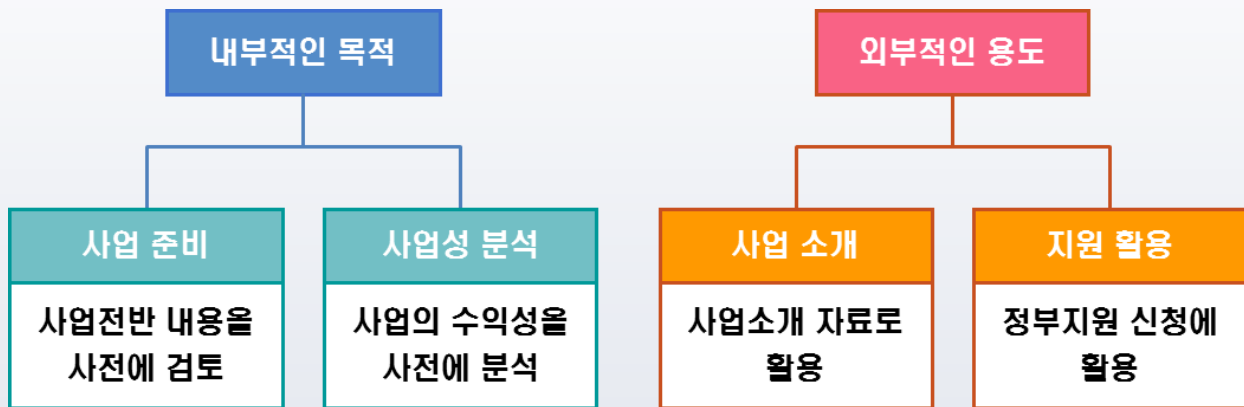 내부적인 목적
외부적인 용도
사업 준비
사업성 분석
사업 소개
지원 활용
사업전반 내용을
사전에 검토
사업의 수익성을
사전에 분석
사업소개 자료로
활용
정부지원 신청에
활용